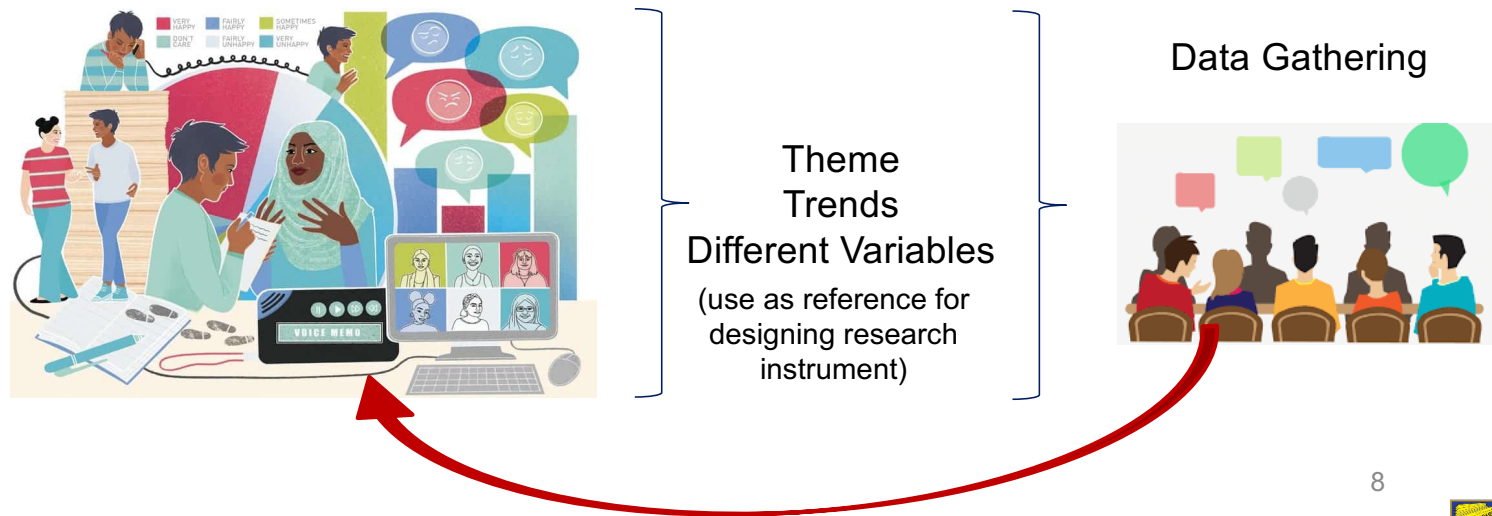 VERY HAPPY
FAIRLY HAPPY
SOMETIMES HAPPY
DON'T CARE
FAIRLY UNHAPPY
VERY UNHAPPY
VOICE MEMO
Theme
Trends
Different Variables
(use as reference for
designing research
instrument)
Data Gathering
8